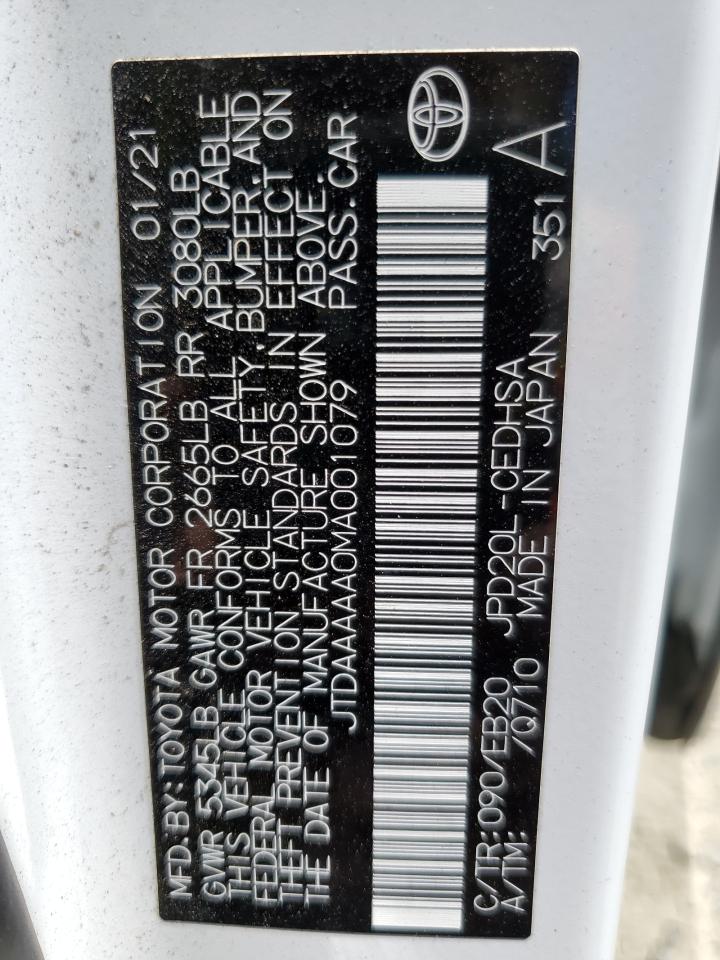 MFD. BY: TOYOTA MOTOR CORPORATION 01/21
GVWR 5345LB GAWR FR 2665LB RR 3080LB
THIS VEHICLE CONFORMS TO ALL APPLICABLE
FEDERAL MOTOR VEHICLE SAFETY, BUMPER, AND
THEFT PREVENTION STANDARDS IN EFFECT ON
THE DATE OF MANUFACTURE SHOWN ABOVE.
JTDAAAAA0MA001079 PASS. CAR
C/TR: 090/EB20 JPD20L-CEDHSA 351 A
A/TM: /Q710 MADE IN JAPAN